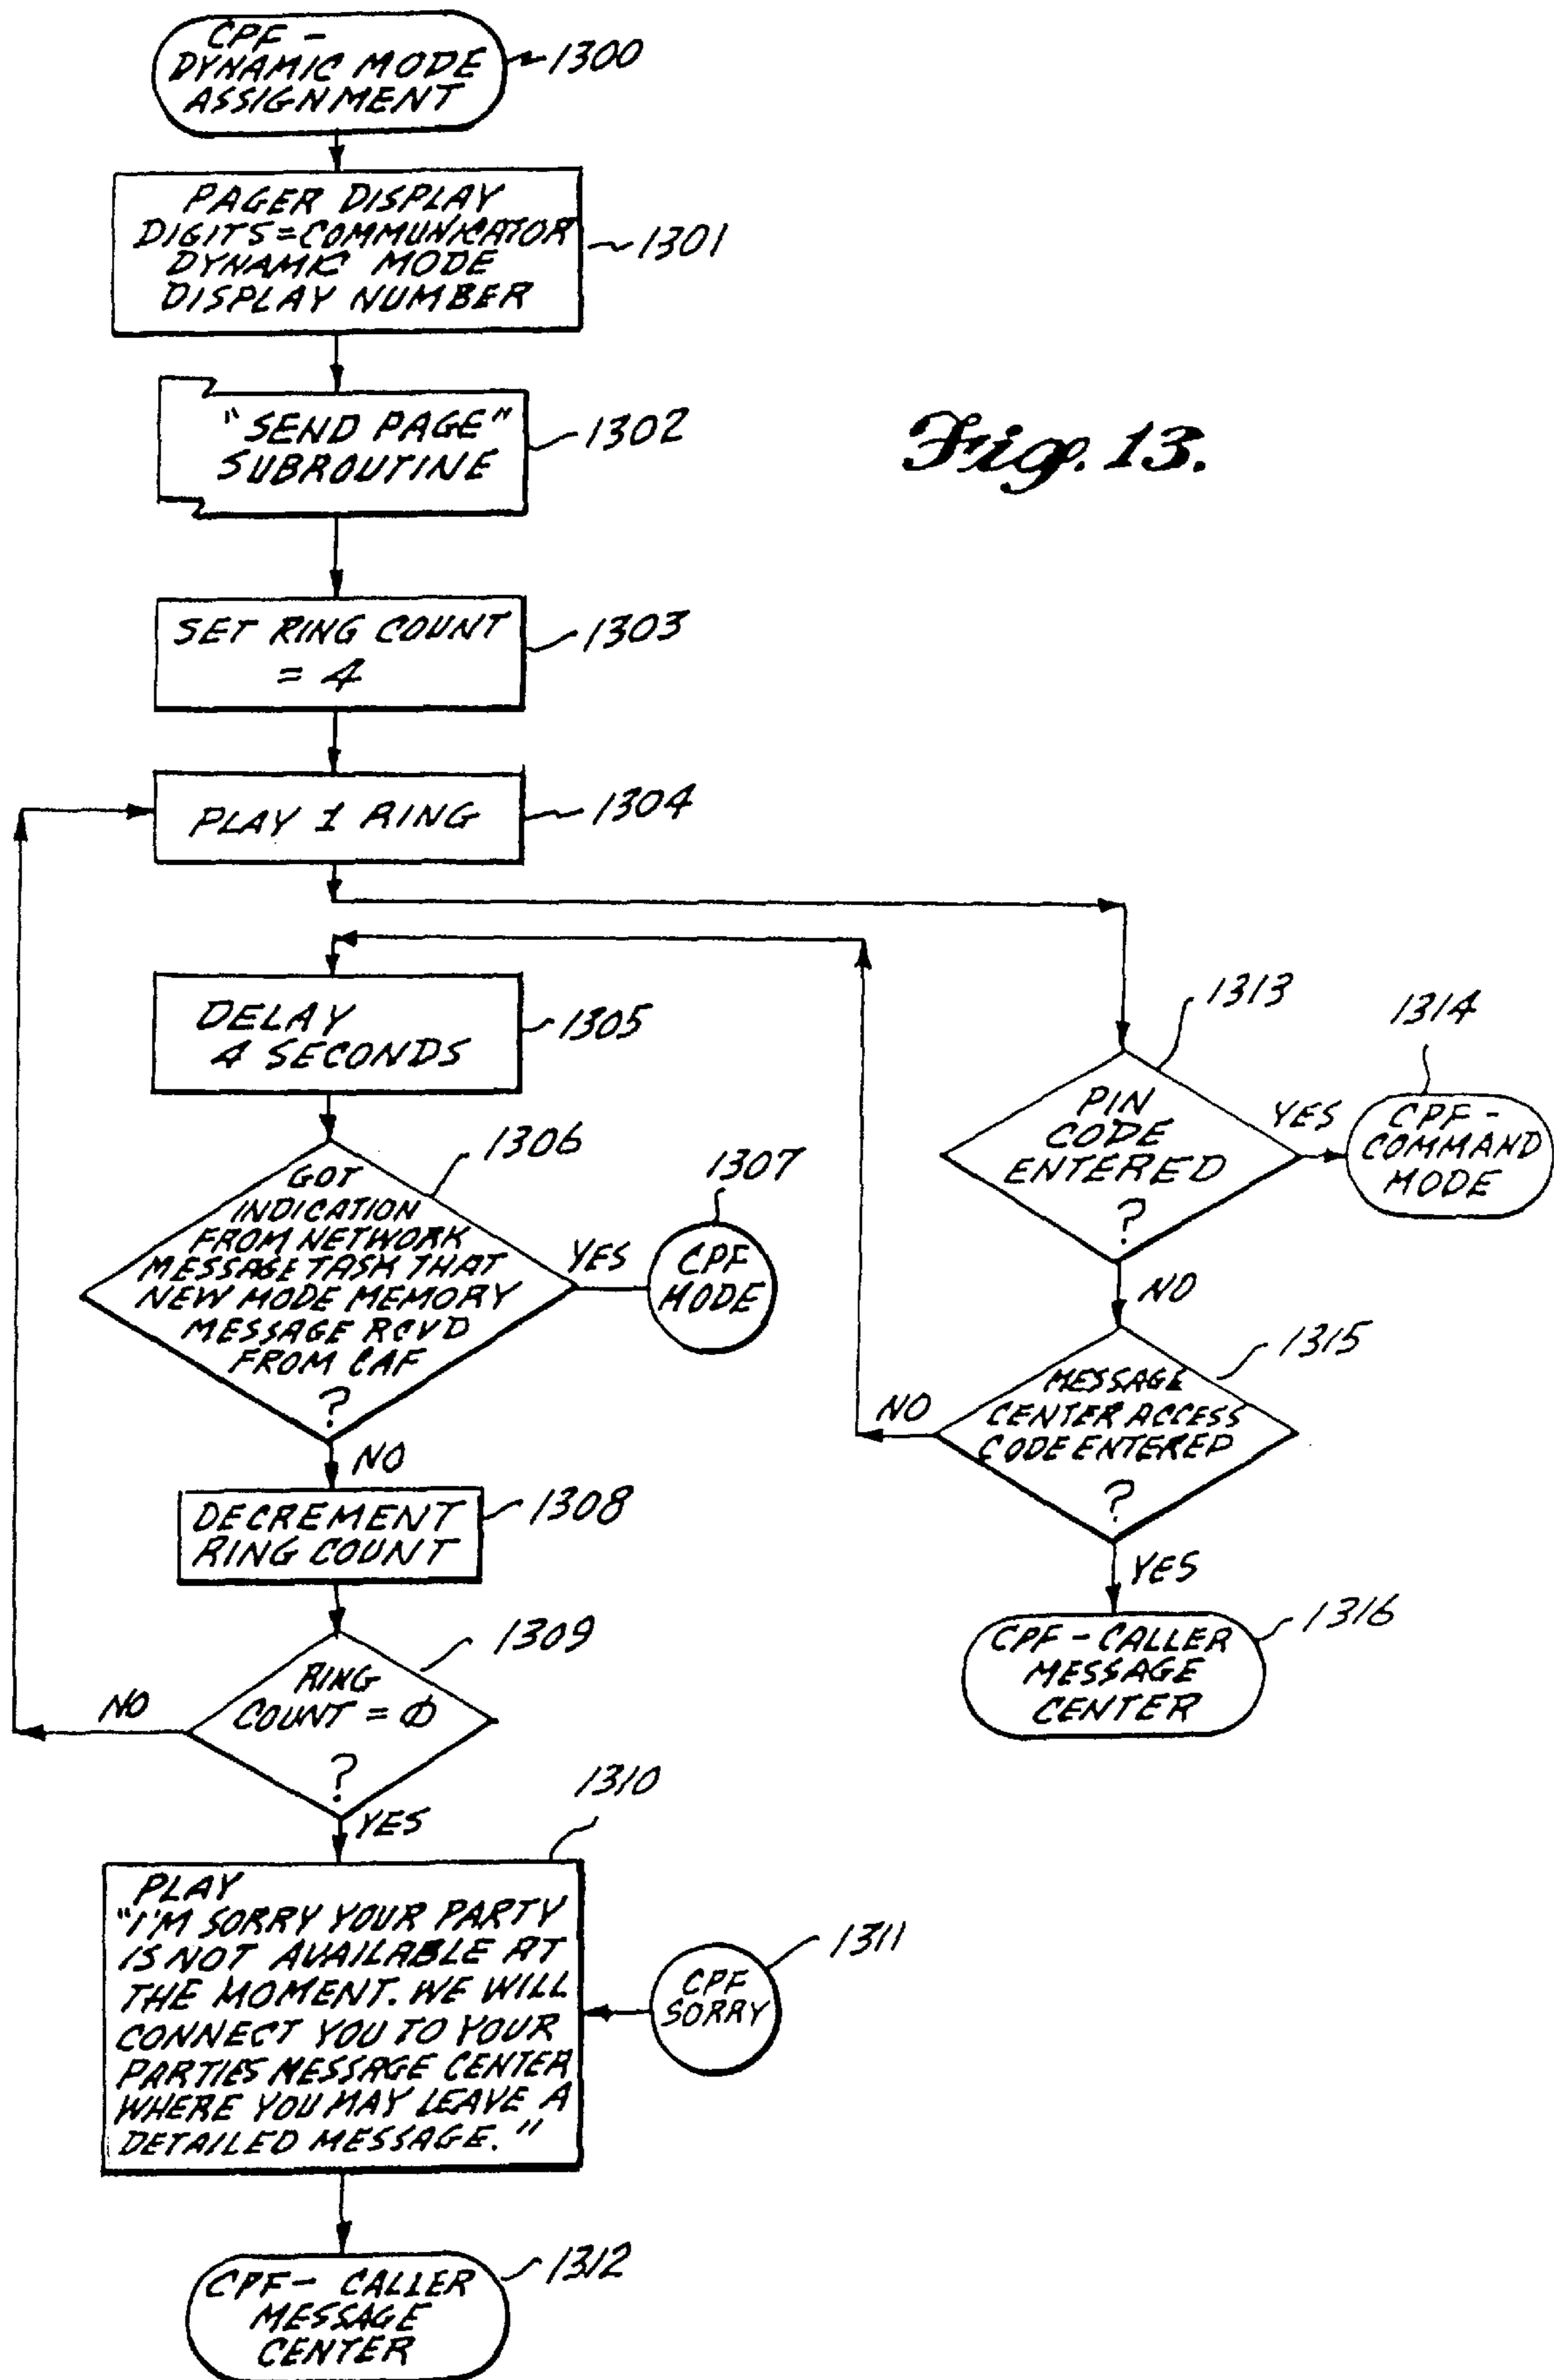 CPF -
DYNAMIC MODE
ASSIGNMENT
1300
PAGER DISPLAY
DIGITS=COMMUNICATOR
DYNAMIC MODE
DISPLAY NUMBER
1301
"SEND PAGE"
SUBROUTINE
1302
Fig. 13.
SET RING COUNT
= 4
1303
PLAY 1 RING
1304
DELAY
4 SECONDS
1305
GOT
INDICATION
FROM NETWORK
MESSAGE TASK THAT
NEW MODE MEMORY
MESSAGE RCVD
FROM CAF
?
1306
YES
1307
CPF
MODE
NO
DECREMENT
RING COUNT
1308
RING
COUNT = Ø
?
1309
NO
YES
1310
PLAY
"I'M SORRY YOUR PARTY
IS NOT AVAILABLE AT
THE MOMENT. WE WILL
CONNECT YOU TO YOUR
PARTIES MESSAGE CENTER
WHERE YOU MAY LEAVE A
DETAILED MESSAGE."
1311
CPF
SORRY
CPF- CALLER
MESSAGE
CENTER
1312
1313
PIN
CODE
ENTERED
?
YES
1314
CPF-
COMMAND
MODE
NO
1315
MESSAGE
CENTER ACCESS
CODE ENTERED
?
NO
YES
1316
CPF-CALLER
MESSAGE
CENTER